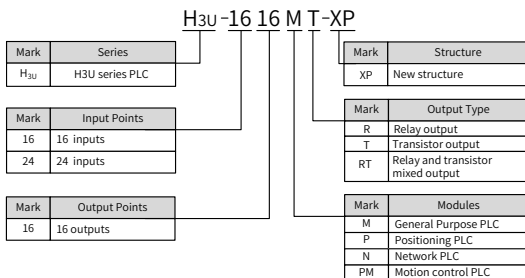 H3U-16 16 M T-XP
Mark Series
H3U H3U series PLC
Mark Input Points
16 16 inputs
24 24 inputs
Mark Output Points
16 16 outputs
Mark Structure
XP New structure
Mark Output Type
R Relay output
T Transistor output
RT Relay and transistor
mixed output
Mark Modules
M General Purpose PLC
P Positioning PLC
N Network PLC
PM Motion control PLC